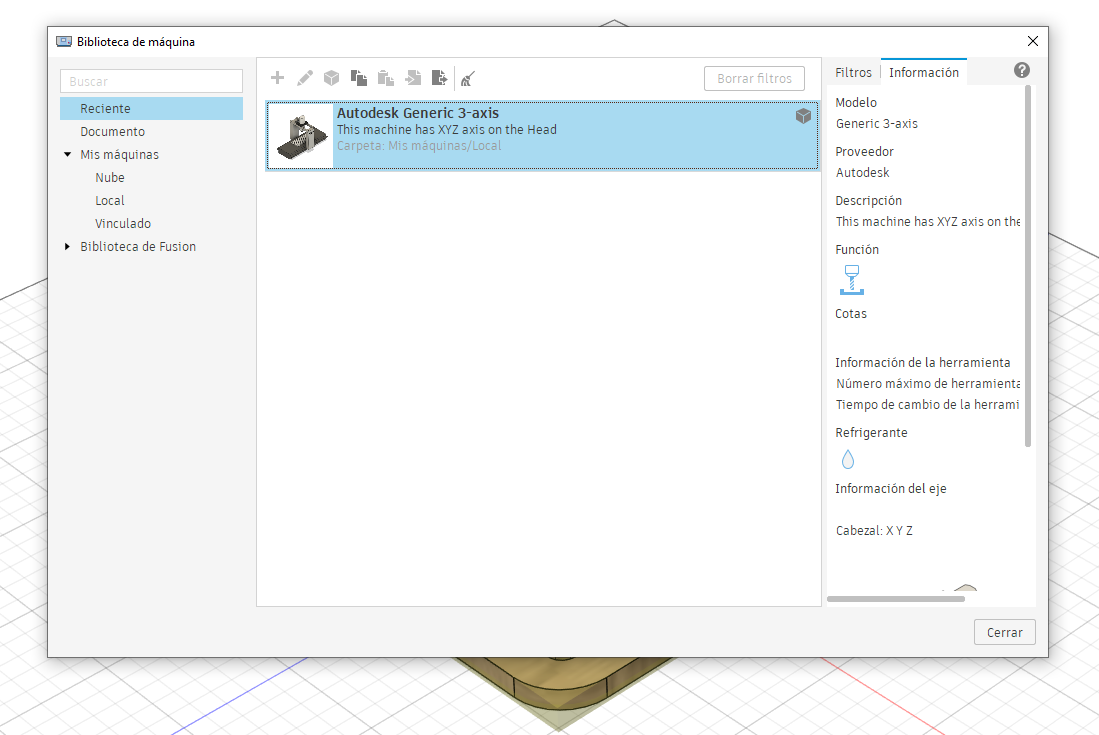 Biblioteca de máquina
Buscar
Reciente
Documento
Mis máquinas
Nube
Local
Vinculado
Biblioteca de Fusion
Borrar filtros
Autodesk Generic 3-axis
This machine has XYZ axis on the Head
Carpeta: Mis máquinas/Local
Filtros
Información
Modelo
Generic 3-axis
Proveedor
Autodesk
Descripción
This machine has XYZ axis on the
Función
Cotas
Información de la herramienta
Número máximo de herramienta
Tiempo de cambio de la herrami
Refrigerante
Información del eje
Cabezal: X Y Z
Cerrar